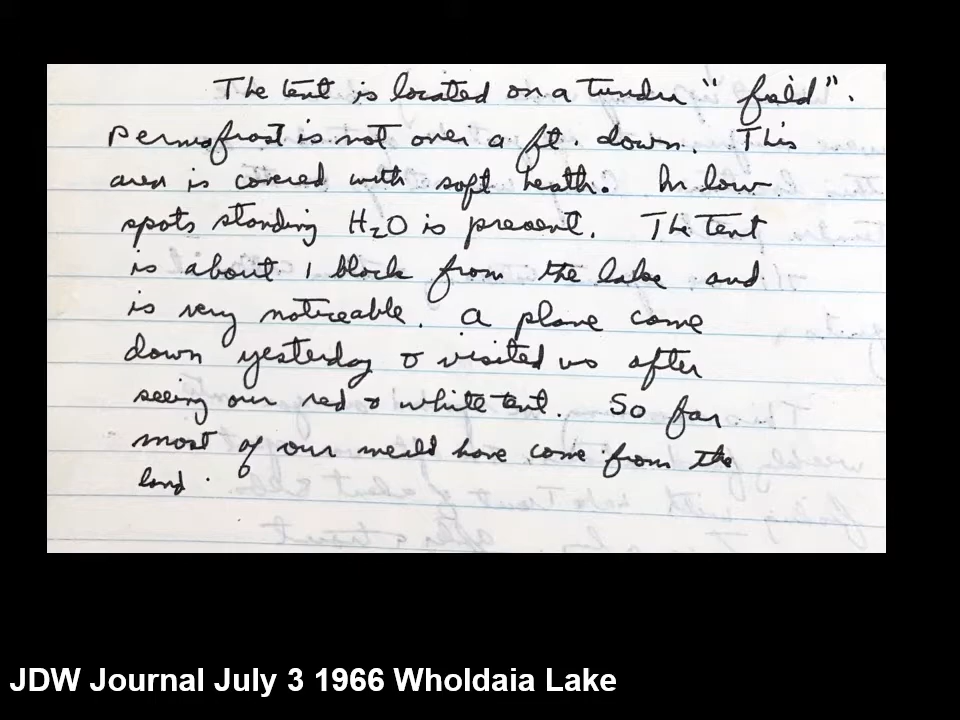 The tent is located on a tundra "field".
Permafrost is not over a ft. down. This
area is covered with soft heath. In low
spots standing H₂O is present. The Tent
is about 1 block from the lake and
is very noticeable. A plane came
down yesterday & visited us after
seeing our red & white tent. So far
most of our meals have come from the
land.
JDW Journal July 3 1966 Wholdaia Lake